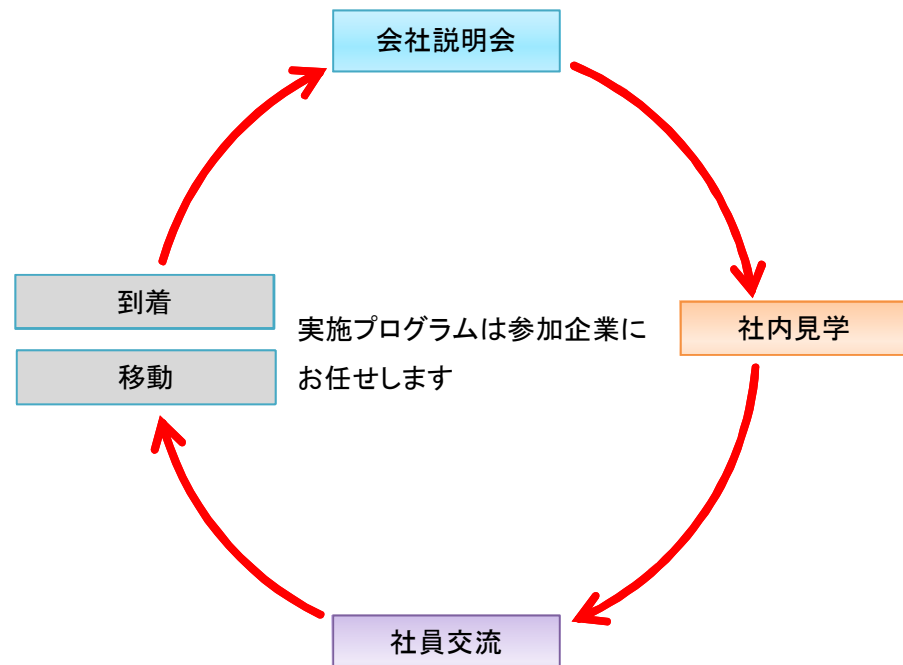 会社説明会
到着
移動
実施プログラムは参加企業に
お任せします
社内見学
社員交流